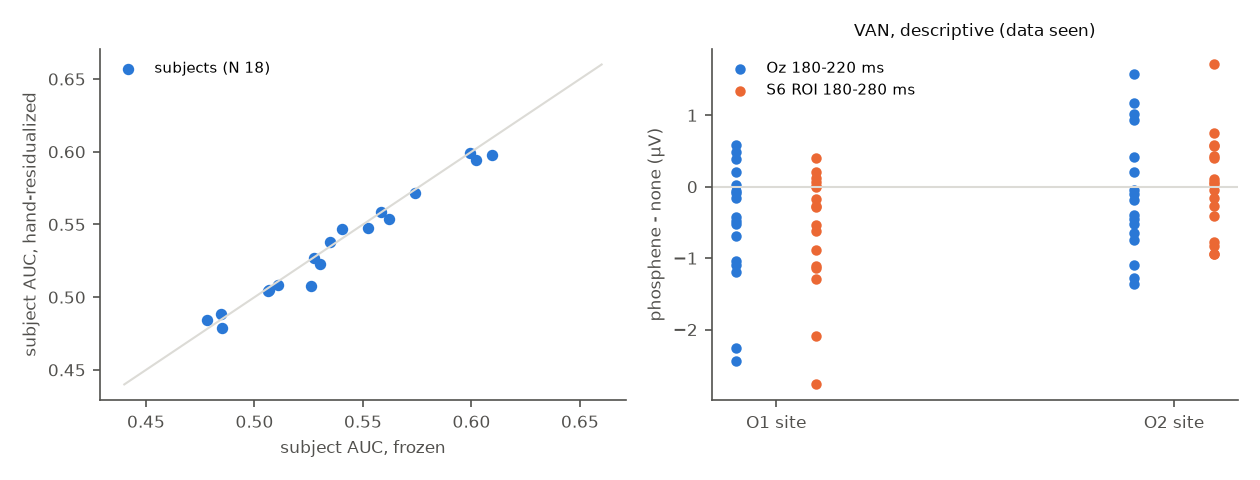 subjects (N 18)
0.65
0.60
0.55
0.50
0.45
subject AUC, hand-residualized
0.45 0.50 0.55 0.60 0.65
subject AUC, frozen
VAN, descriptive (data seen)
Oz 180-220 ms
S6 ROI 180-280 ms
1
0
−1
−2
phosphene - none (µV)
O1 site O2 site